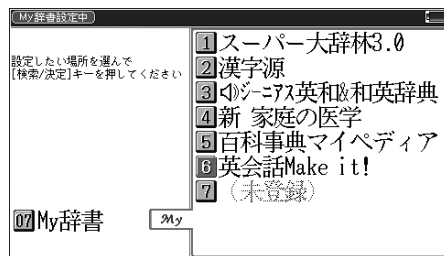 My辞書設定中
設定したい場所を選んで
[検索/決定]キーを押してください
1 スーパー大辞林3.0
2 漢字源
3 ジーニアス英和&和英辞典
4 新 家庭の医学
5 百科事典マイペディア
6 英会話Make it!
7 (未登録)
07 My辞書
My